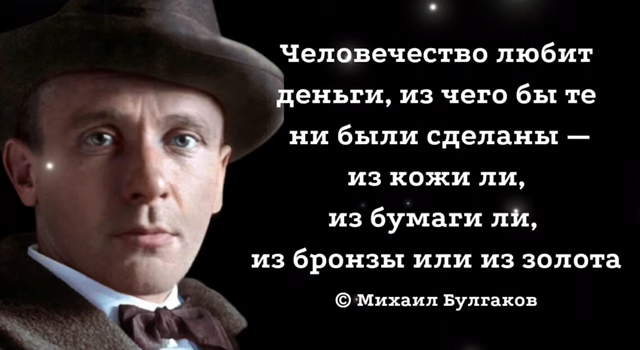 Человечество любит
деньги, из чего бы те
ни были сделаны —
из кожи ли,
из бумаги ли,
из бронзы или из золота
© Михаил Булгаков